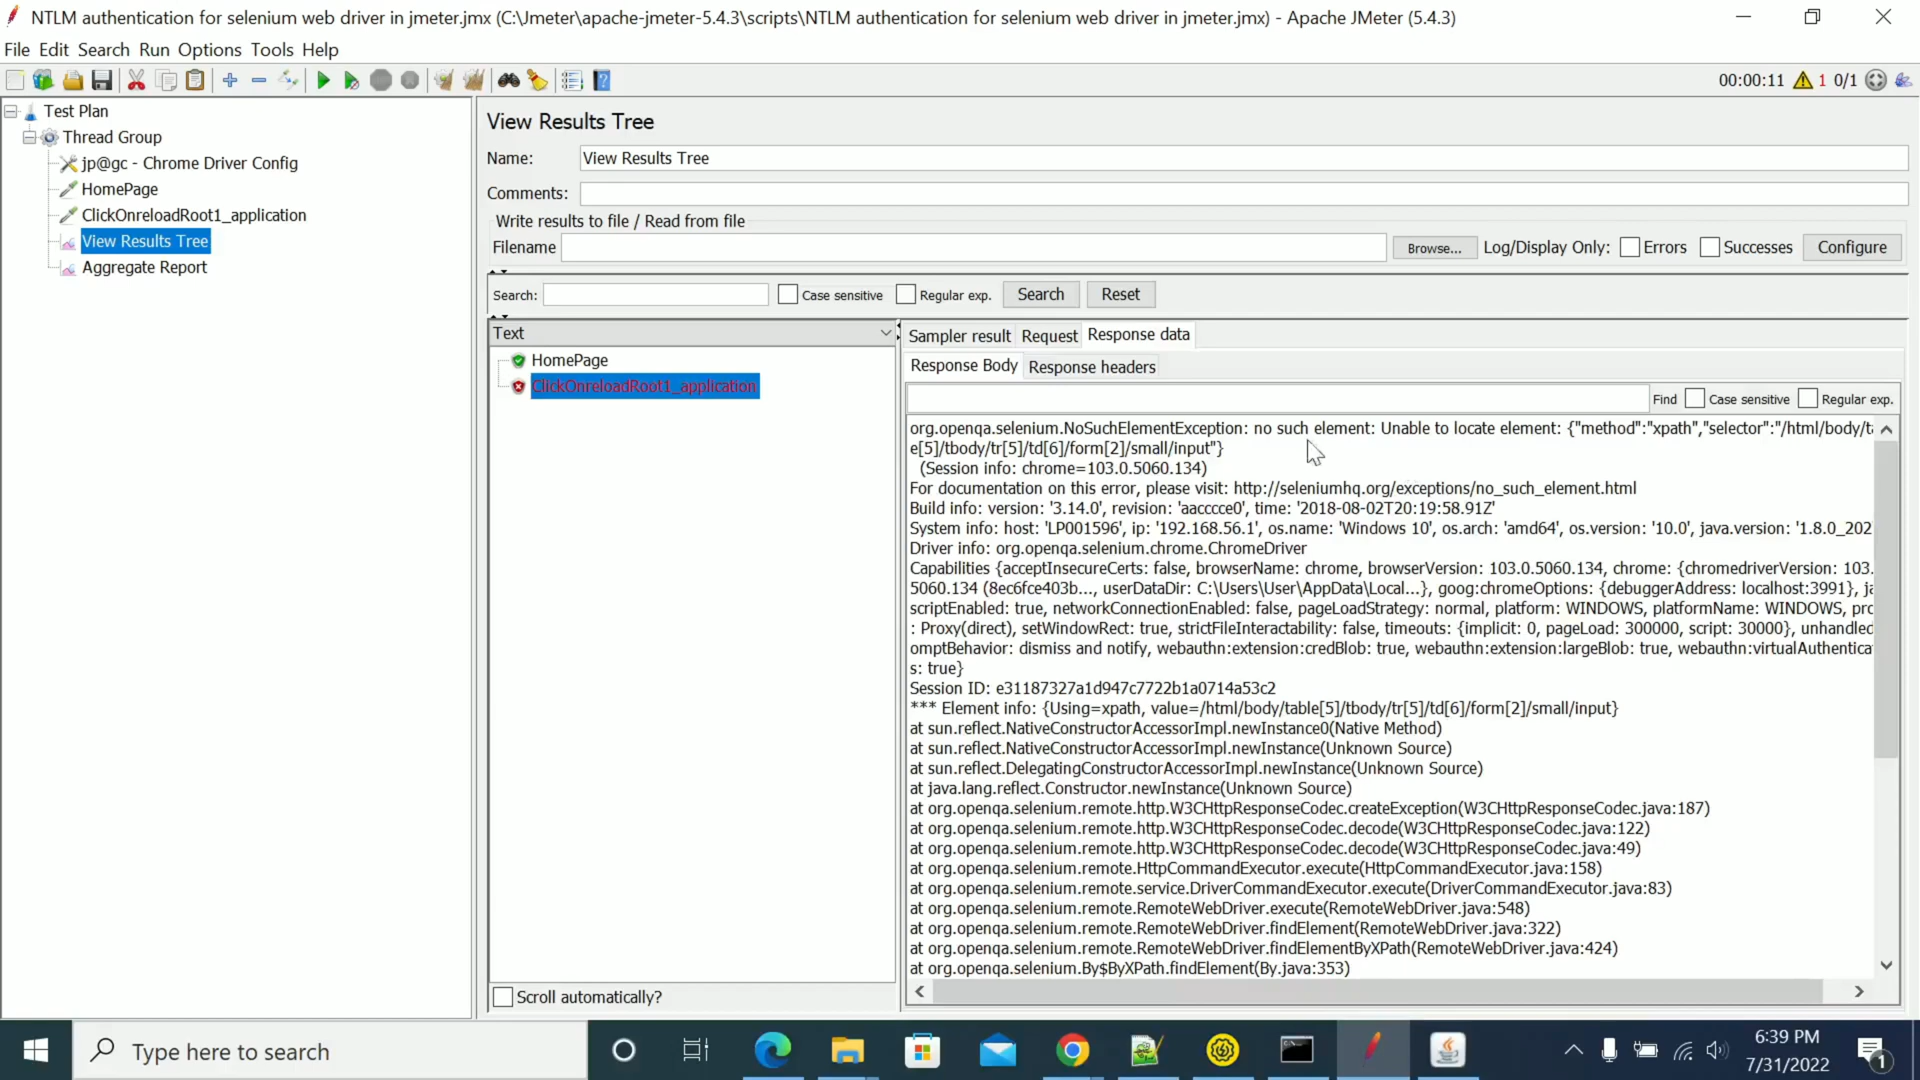 NTLM authentication for selenium web driver in jmeter.jmx (C:\Jmeter\apache-jmeter-5.4.3\scripts\NTLM authentication for selenium web driver in jmeter.jmx) - Apache JMeter (5.4.3)
File Edit Search Run Options Tools Help
00:00:11 1 0/1
Test Plan
Thread Group
jp@gc - Chrome Driver Config
HomePage
ClickOnreloadRoot1_application
View Results Tree
Aggregate Report
View Results Tree
Name: View Results Tree
Comments:
Write results to file / Read from file
Filename Browse... Log/Display Only: Errors Successes Configure
Search: Case sensitive Regular exp. Search Reset
Text
HomePage
ClickOnreloadRoot1_application
Scroll automatically?
Sampler result Request Response data
Response Body Response headers
Find Case sensitive Regular exp.
org.openqa.selenium.NoSuchElementException: no such element: Unable to locate element: {"method":"xpath","selector":"/html/body/ta
e[5]/tbody/tr[5]/td[6]/form[2]/small/input"}
(Session info: chrome=103.0.5060.134)
For documentation on this error, please visit: http://seleniumhq.org/exceptions/no_such_element.html
Build info: version: '3.14.0', revision: 'aacccce0', time: '2018-08-02T20:19:58.91Z'
System info: host: 'LP001596', ip: '192.168.56.1', os.name: 'Windows 10', os.arch: 'amd64', os.version: '10.0', java.version: '1.8.0_202
Driver info: org.openqa.selenium.chrome.ChromeDriver
Capabilities {acceptInsecureCerts: false, browserName: chrome, browserVersion: 103.0.5060.134, chrome: {chromedriverVersion: 103.
5060.134 (8ec6fce403b..., userDataDir: C:\Users\User\AppData\Local...}, goog:chromeOptions: {debuggerAddress: localhost:3991}, ja
scriptEnabled: true, networkConnectionEnabled: false, pageLoadStrategy: normal, platform: WINDOWS, platformName: WINDOWS, pro
: Proxy(direct), setWindowRect: true, strictFileInteractability: false, timeouts: {implicit: 0, pageLoad: 300000, script: 30000}, unhandled
omptBehavior: dismiss and notify, webauthn:extension:credBlob: true, webauthn:extension:largeBlob: true, webauthn:virtualAuthentica
s: true}
Session ID: e31187327a1d947c7722b1a0714a53c2
*** Element info: {Using=xpath, value=/html/body/table[5]/tbody/tr[5]/td[6]/form[2]/small/input}
at sun.reflect.NativeConstructorAccessorImpl.newInstance0(Native Method)
at sun.reflect.NativeConstructorAccessorImpl.newInstance(Unknown Source)
at sun.reflect.DelegatingConstructorAccessorImpl.newInstance(Unknown Source)
at java.lang.reflect.Constructor.newInstance(Unknown Source)
at org.openqa.selenium.remote.http.W3CHttpResponseCodec.createException(W3CHttpResponseCodec.java:187)
at org.openqa.selenium.remote.http.W3CHttpResponseCodec.decode(W3CHttpResponseCodec.java:122)
at org.openqa.selenium.remote.http.W3CHttpResponseCodec.decode(W3CHttpResponseCodec.java:49)
at org.openqa.selenium.remote.HttpCommandExecutor.execute(HttpCommandExecutor.java:158)
at org.openqa.selenium.remote.service.DriverCommandExecutor.execute(DriverCommandExecutor.java:83)
at org.openqa.selenium.remote.RemoteWebDriver.execute(RemoteWebDriver.java:548)
at org.openqa.selenium.remote.RemoteWebDriver.findElement(RemoteWebDriver.java:322)
at org.openqa.selenium.remote.RemoteWebDriver.findElementByXPath(RemoteWebDriver.java:424)
at org.openqa.selenium.By$ByXPath.findElement(By.java:353)
Type here to search
6:39 PM
7/31/2022
1